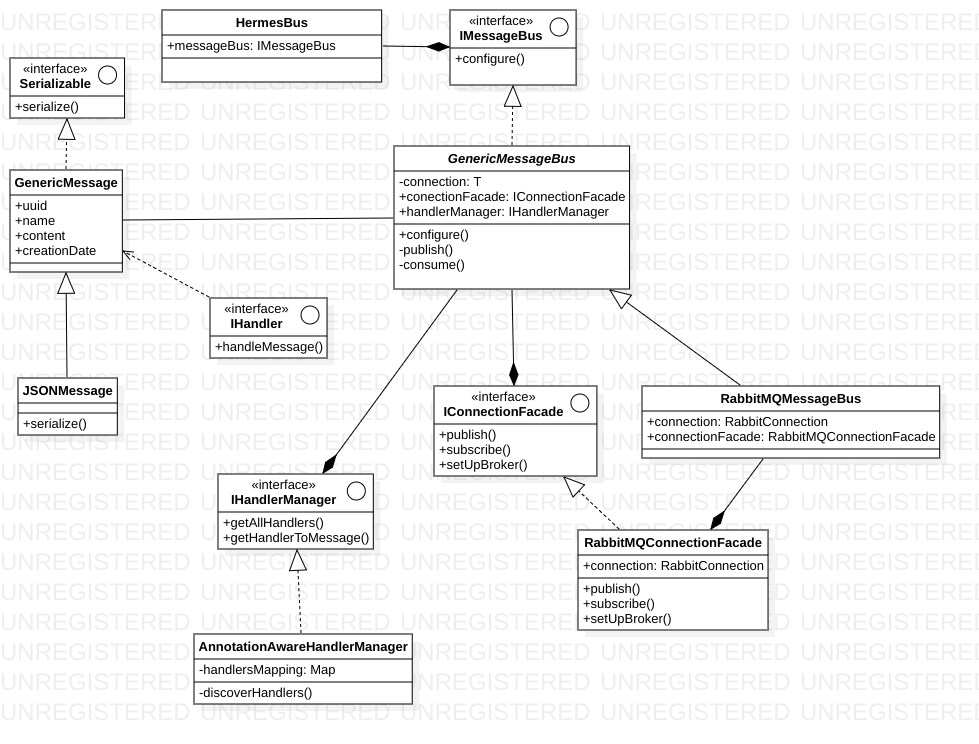 HermesBus
+messageBus: IMessageBus
«interface»
IMessageBus
+configure()
«interface»
Serializable
+serialize()
GenericMessage
+uuid
+name
+content
+creationDate
GenericMessageBus
-connection: T
+conectionFacade: IConnectionFacade
+handlerManager: IHandlerManager
+configure()
-publish()
-consume()
«interface»
IHandler
+handleMessage()
JSONMessage
+serialize()
«interface»
IConnectionFacade
+publish()
+subscribe()
+setUpBroker()
RabbitMQMessageBus
+connection: RabbitConnection
+connectionFacade: RabbitMQConnectionFacade
«interface»
IHandlerManager
+getAllHandlers()
+getHandlerToMessage()
RabbitMQConnectionFacade
+connection: RabbitConnection
+publish()
+subscribe()
+setUpBroker()
AnnotationAwareHandlerManager
-handlersMapping: Map
-discoverHandlers()
UNREGISTERED UNREGISTERED UNREGISTERED UNREGISTERED UNREGISTERED